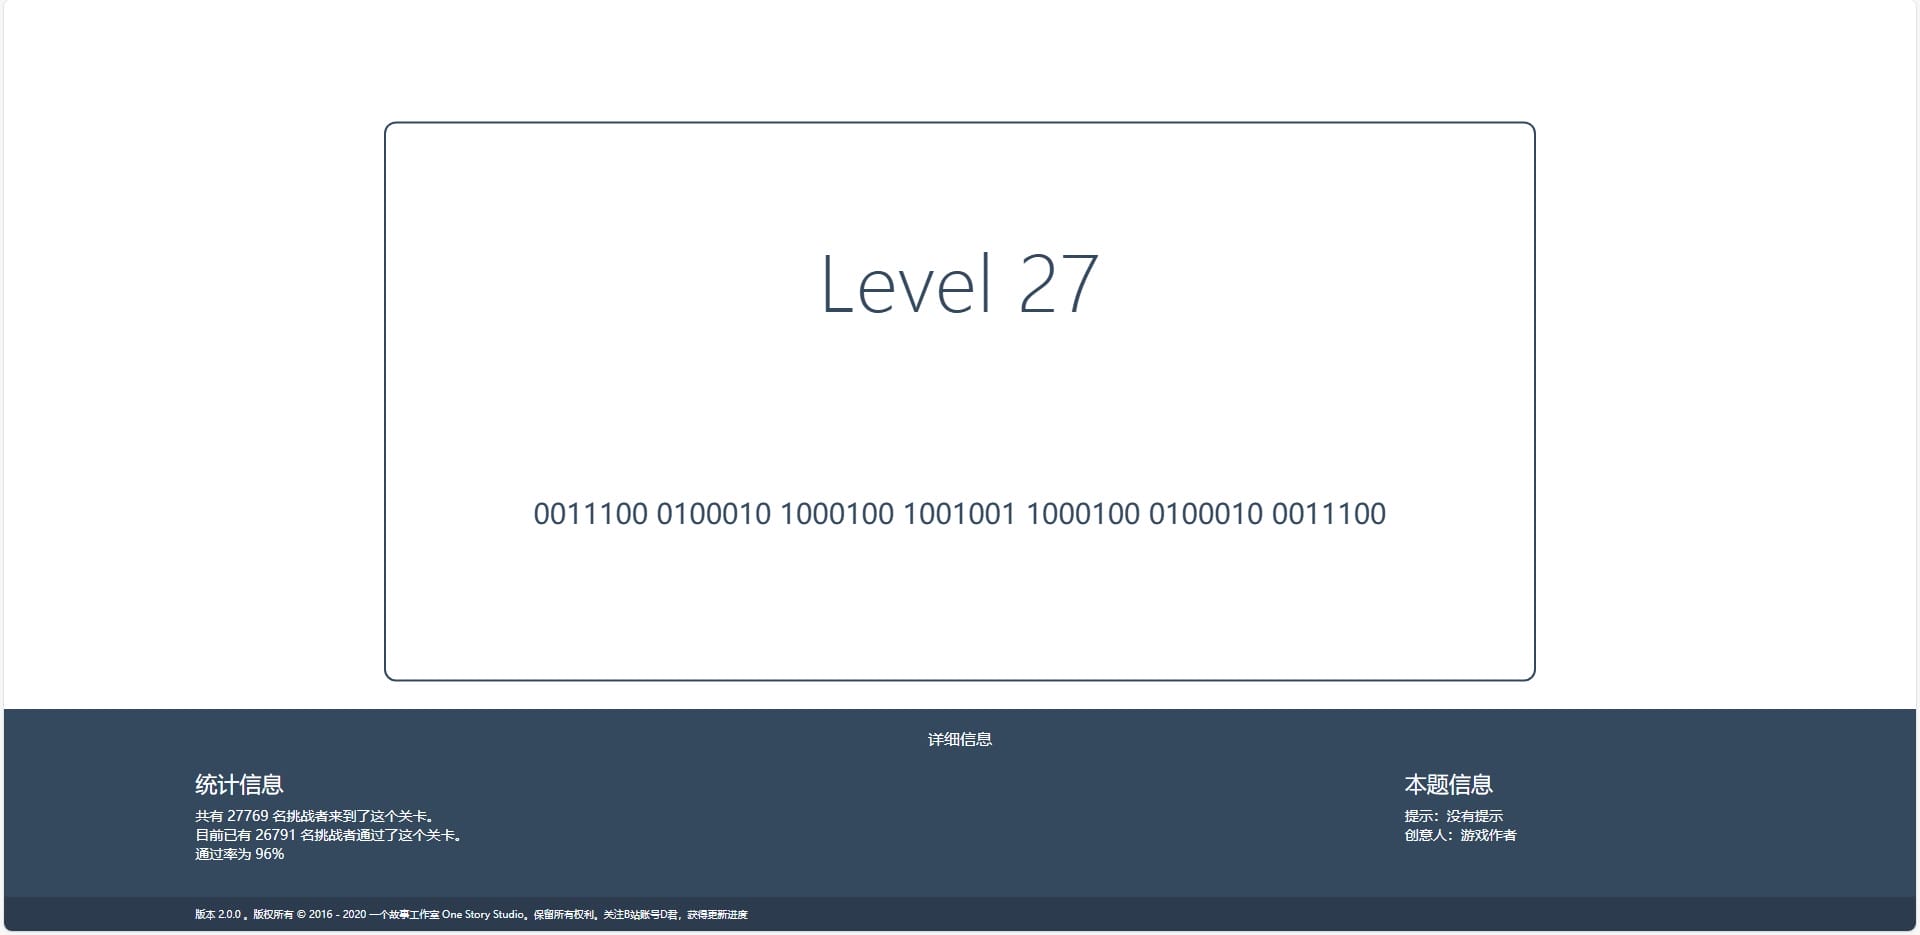 Level 27
0011100 0100010 1000100 1001001 1000100 0100010 0011100
详细信息
统计信息
共有 27769 名挑战者来到了这个关卡。
目前已有 26791 名挑战者通过了这个关卡。
通过率为 96%
本题信息
提示：没有提示
创意人：游戏作者
版本 2.0.0 。版权所有 © 2016 - 2020 一个故事工作室 One Story Studio。保留所有权利。关注B站账号D君，获得更新进度